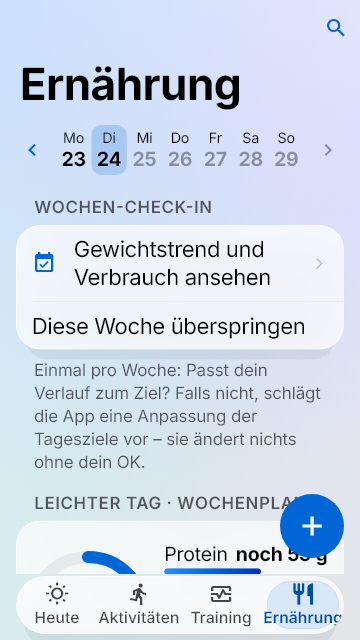 Ernährung
Mo Di Mi Do Fr Sa So
23 24 25 26 27 28 29
WOCHEN-CHECK-IN
Gewichtstrend und
Verbrauch ansehen
Diese Woche überspringen
Einmal pro Woche: Passt dein
Verlauf zum Ziel? Falls nicht, schlägt
die App eine Anpassung der
Tagesziele vor – sie ändert nichts
ohne dein OK.
LEICHTER TAG ·
Protein noch
Heute Aktivitäten Training Ernährung